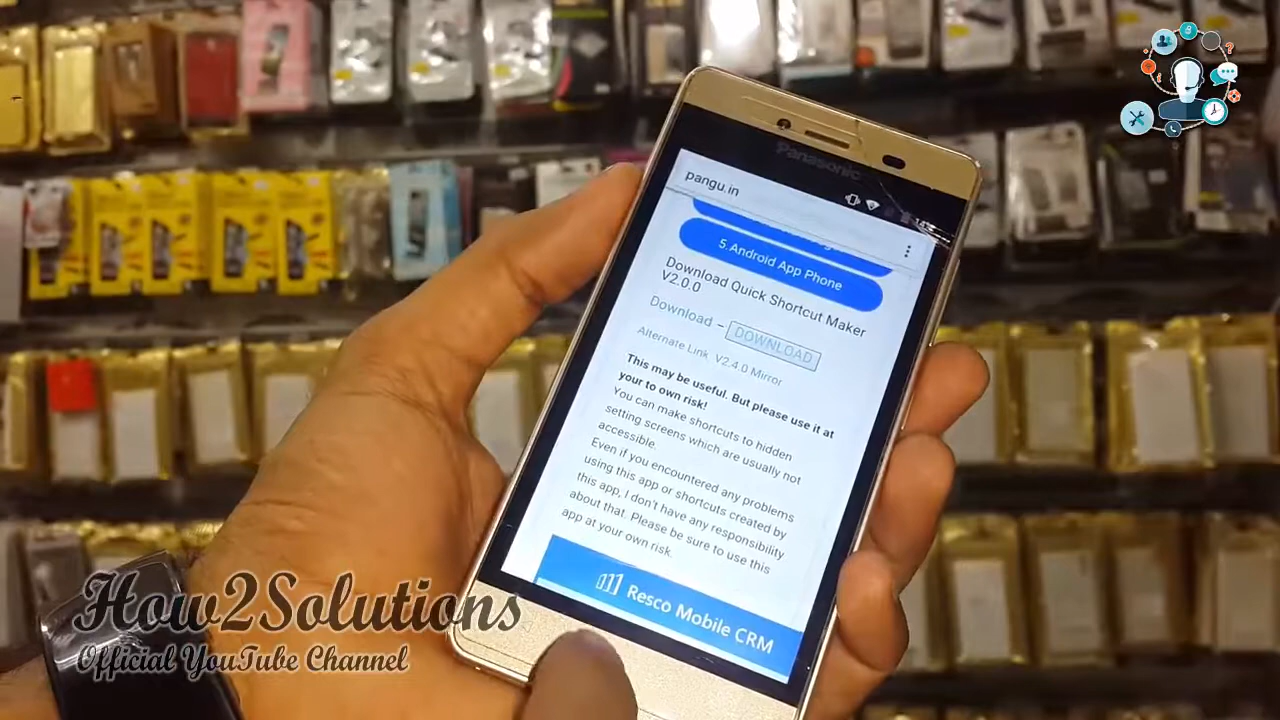 Panasonic
pangu.in
5.Android App Phone
Download Quick Shortcut Maker
V2.0.0
Download – DOWNLOAD
Alternate Link V2.4.0 Mirror
This may be useful. But please use it at
your to own risk!
You can make shortcuts to hidden
setting screens which are usually not
accessible.
Even if you encountered any problems
using this app or shortcuts created by
this app, I don't have any responsibility
about that. Please be sure to use this
app at your own risk.
Resco Mobile CRM
How2Solutions
Official YouTube Channel